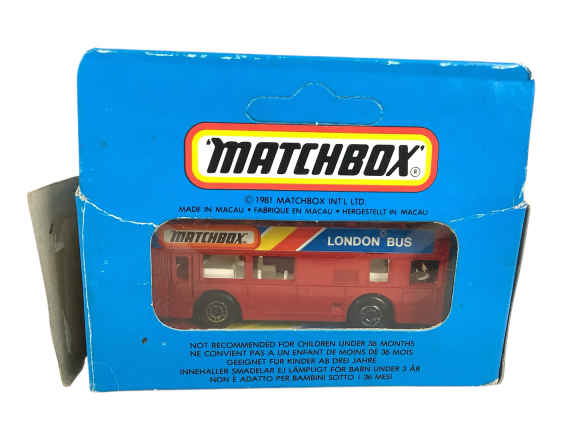 'MATCHBOX'®
© 1981 MATCHBOX INT'L LTD.
MADE IN MACAU • FABRIQUE EN MACAU • HERGESTELLT IN MACAU
MATCHBOX LONDON BUS
NOT RECOMMENDED FOR CHILDREN UNDER 36 MONTHS
NE CONVIENT PAS A UN ENFANT DE MOINS DE 36 MOIS
GEEIGNET FUR KINDER AB DREI JAHRE
INNEHALLER SMADELAR EJ LÄMPLIGT FÖR BARN UNDER 3 ÅR
NON È ADATTO PER BAMBINI SOTTO I 36 MESI